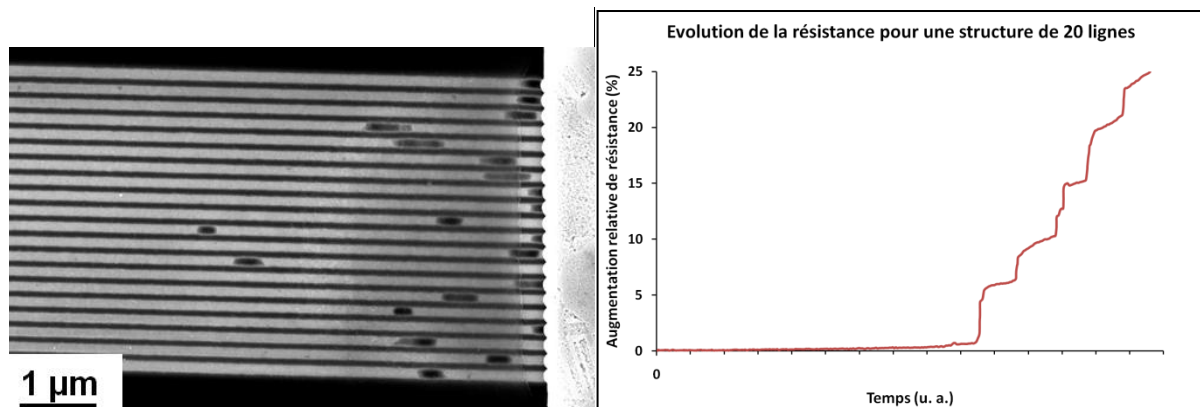 1 µm
Evolution de la résistance pour une structure de 20 lignes
Augmentation relative de résistance (%)
25
20
15
10
5
0
0
Temps (u. a.)